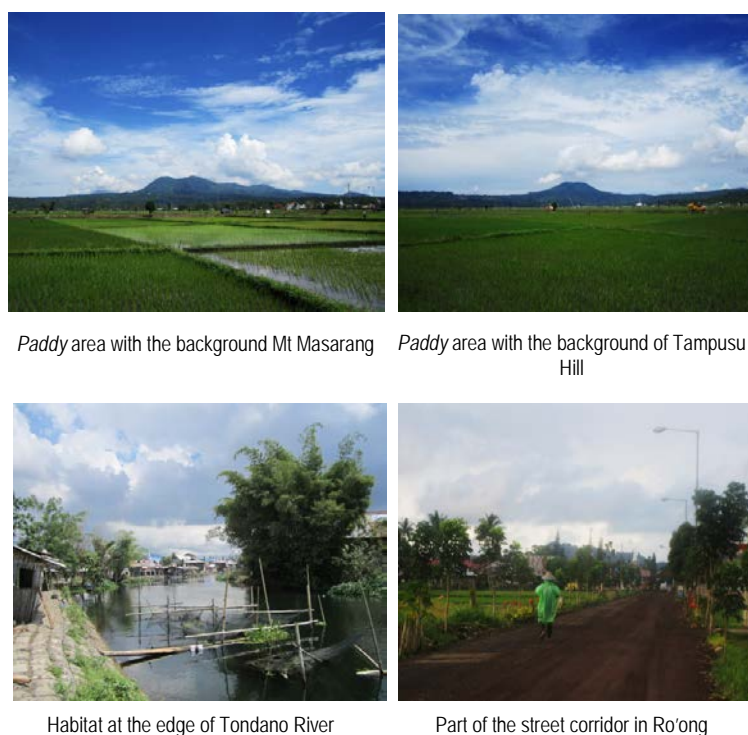 Paddy area with the background Mt Masarang
Paddy area with the background of Tampusu
Hill
Habitat at the edge of Tondano River
Part of the street corridor in Ro'ong